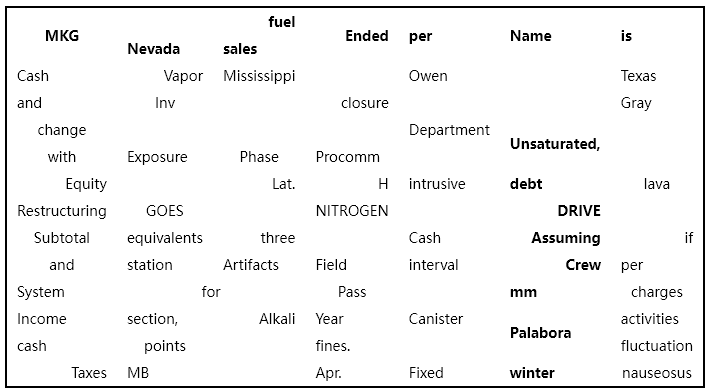 MKG Nevada fuel sales Ended per Name is
Cash Vapor Mississippi Owen Texas
and Inv closure Gray
change Department Unsaturated,
with Exposure Phase Procomm
Equity Lat. H intrusive debt lava
Restructuring GOES NITROGEN DRIVE
Subtotal equivalents three Cash Assuming if
and station Artifacts Field interval Crew per
System for Pass mm charges
Income section, Alkali Year Canister Palabora activities
cash points fines. fluctuation
Taxes MB Apr. Fixed winter nauseosus